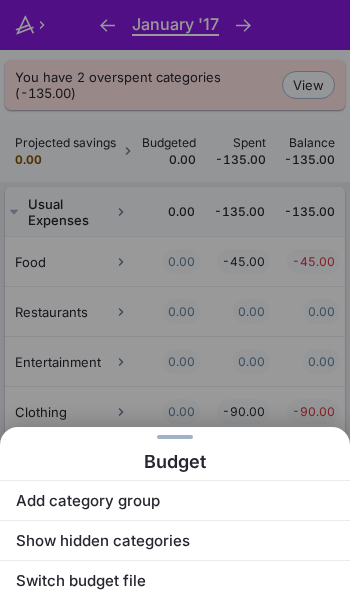 January '17
You have 2 overspent categories
(-135.00)
View
Projected savings Budgeted Spent Balance
0.00 0.00 -135.00 -135.00
Usual
Expenses
0.00 -135.00 -135.00
Food 0.00 -45.00 -45.00
Restaurants 0.00 0.00 0.00
Entertainment 0.00 0.00 0.00
Clothing 0.00 -90.00 -90.00
Budget
Add category group
Show hidden categories
Switch budget file